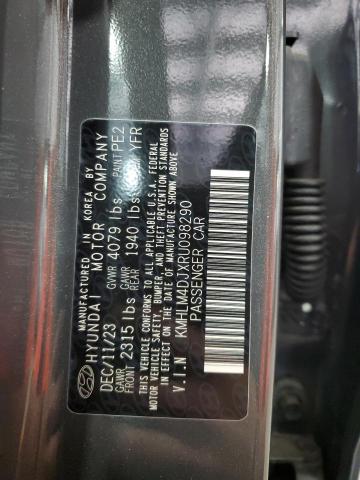 MANUFACTURED IN KOREA BY
HYUNDAI MOTOR COMPANY
DEC/11/23 GVWR 4079 lbs PAINT PE2
GAWR FRONT 2315 lbs GAWR REAR 1940 lbs YFR
THIS VEHICLE CONFORMS TO ALL APPLICABLE U.S.A. FEDERAL
MOTOR VEHICLE SAFETY, BUMPER, AND THEFT PREVENTION STANDARDS
IN EFFECT ON THE DATE OF MANUFACTURE SHOWN ABOVE
V.I.N KMHLM4DJXRU098290
PASSENGER CAR